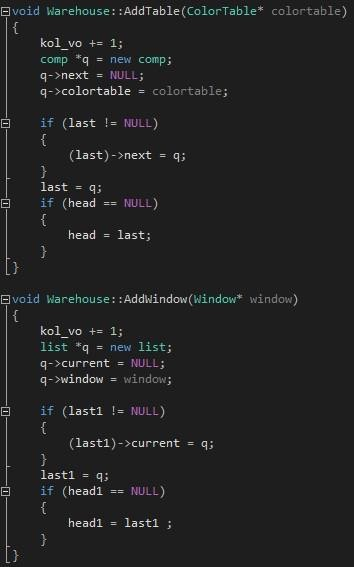 void Warehouse::AddTable(ColorTable* colortable)
{
kol_vo += 1;
comp *q = new comp;
q->next = NULL;
q->colortable = colortable;
if (last != NULL)
{
(last)->next = q;
}
last = q;
if (head == NULL)
{
head = last;
}
}
void Warehouse::AddWindow(Window* window)
{
kol_vo += 1;
list *q = new list;
q->current = NULL;
q->window = window;
if (last1 != NULL)
{
(last1)->current = q;
}
last1 = q;
if (head1 == NULL)
{
head1 = last1 ;
}
}